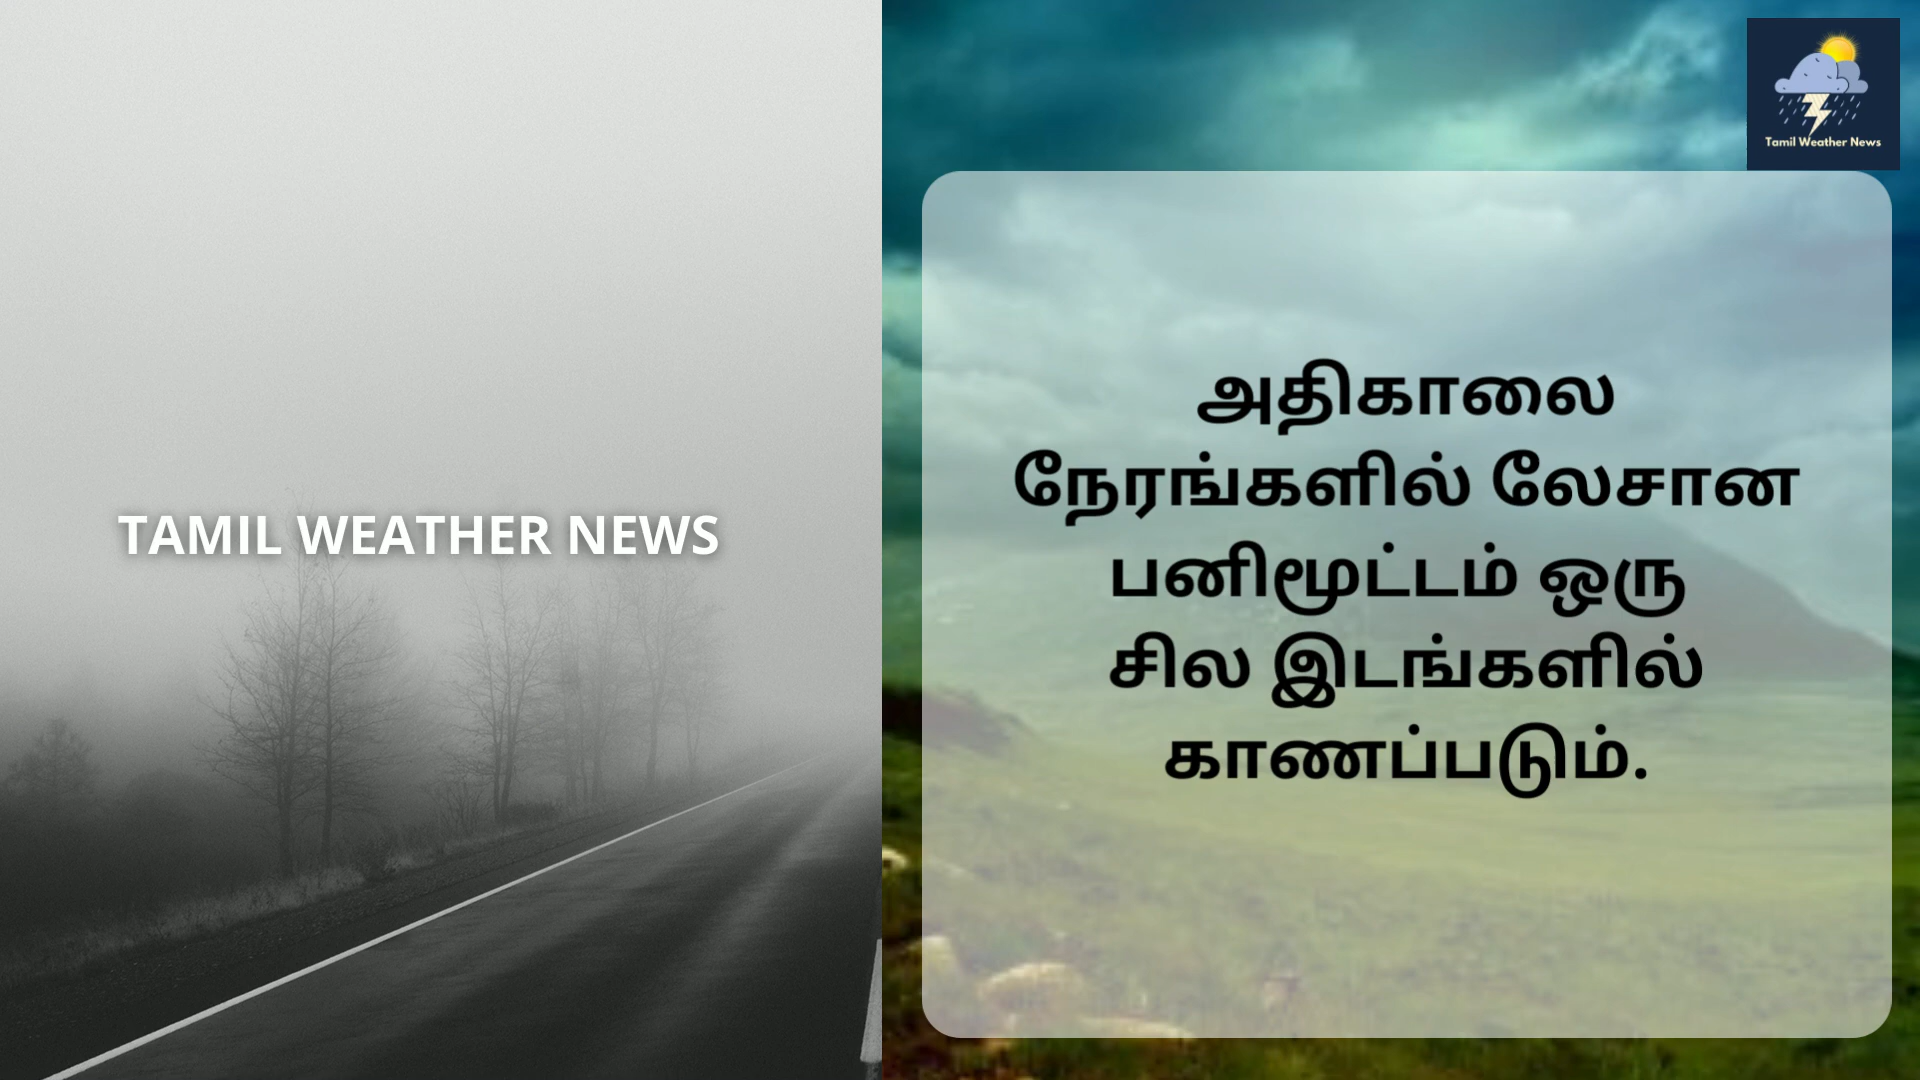 TAMIL WEATHER NEWS
Tamil Weather News
அதிகாலை
நேரங்களில் லேசான
பனிமூட்டம் ஒரு
சில இடங்களில்
காணப்படும்.